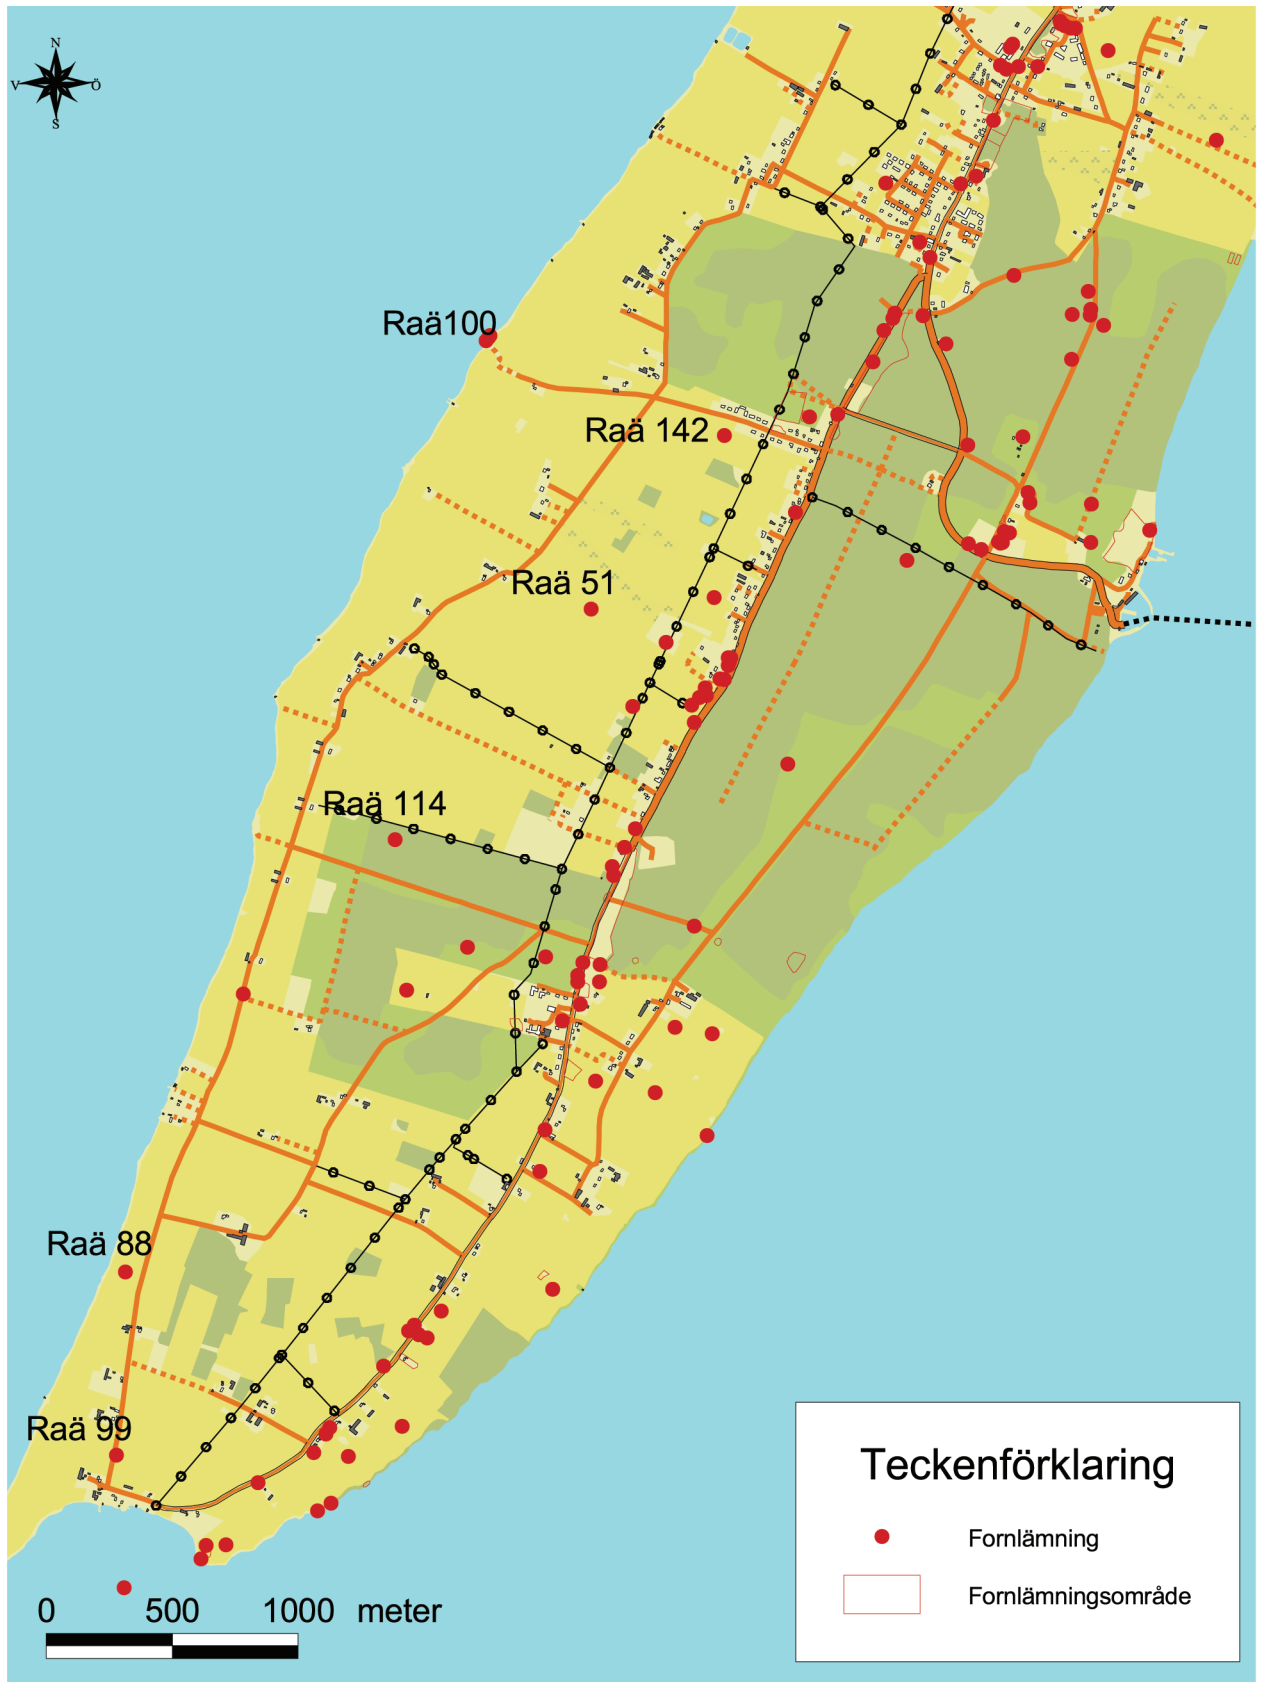 N
V Ö
S
Raä100
Raä 142
Raä 51
Raä 114
Raä 88
Raä 99
Teckenförklaring
Fornlämning
Fornlämningsområde
0 500 1000 meter